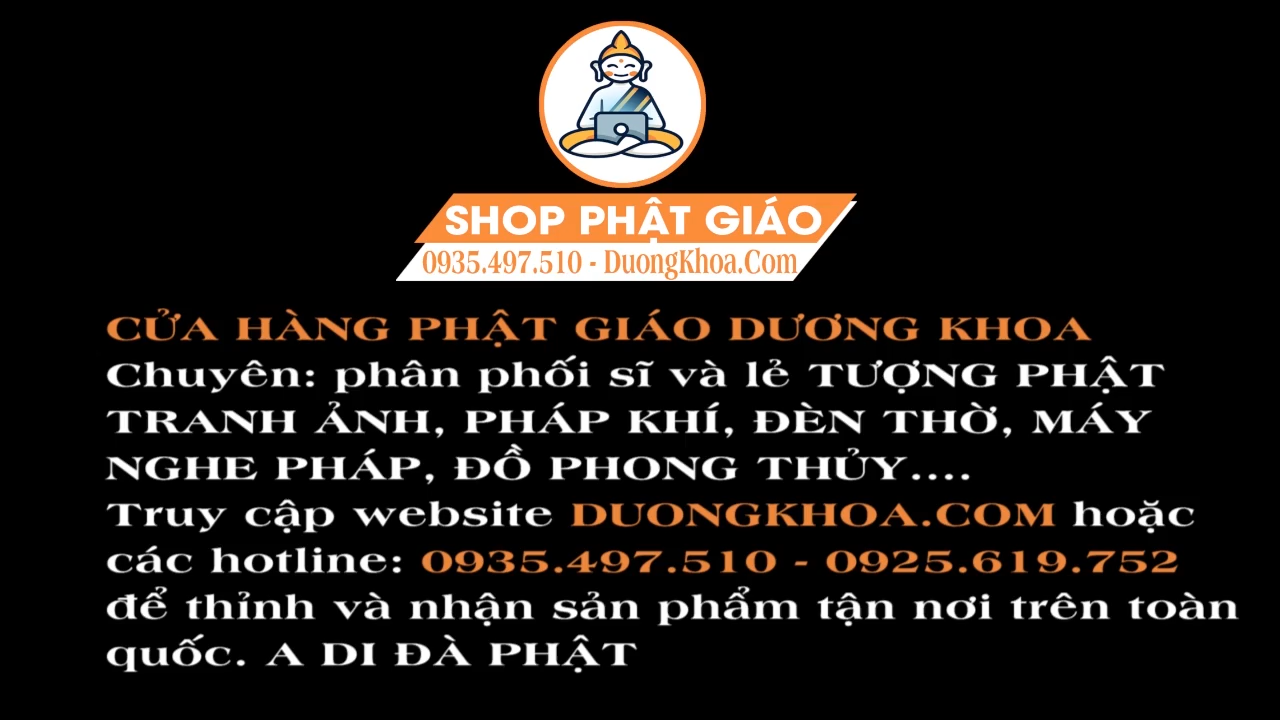 SHOP PHẬT GIÁO
0935.497.510 - DuongKhoa.Com
CỬA HÀNG PHẬT GIÁO DƯƠNG KHOA
Chuyên: phân phối sĩ và lẻ TƯỢNG PHẬT
TRANH ẢNH, PHÁP KHÍ, ĐÈN THỜ, MÁY
NGHE PHÁP, ĐỒ PHONG THỦY....
Truy cập website DUONGKHOA.COM hoặc
các hotline: 0935.497.510 - 0925.619.752
để thỉnh và nhận sản phẩm tận nơi trên toàn
quốc. A DI ĐÀ PHẬT